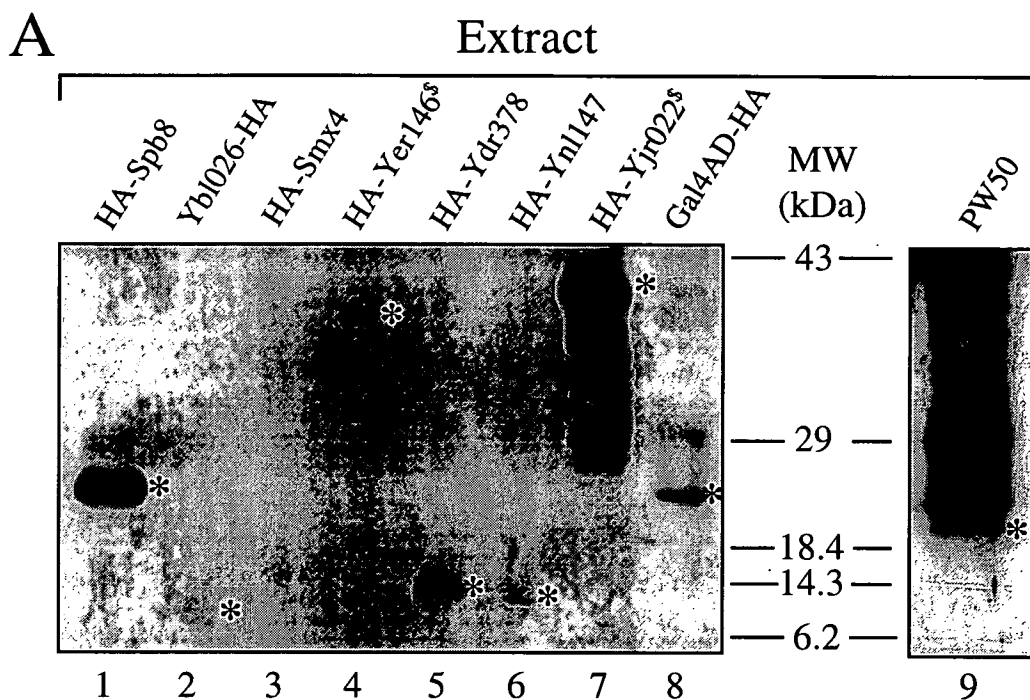 A
Extract
HA-Spb8
Ybl026-HA
HA-Smx4
HA-Yer146$
HA-Ydr378
HA-Ynl147
HA-Yjr022$
Gal4AD-HA
MW
(kDa)
PW50
43
29
18.4
14.3
6.2
* * * * * * * *
1 2 3 4 5 6 7 8 9